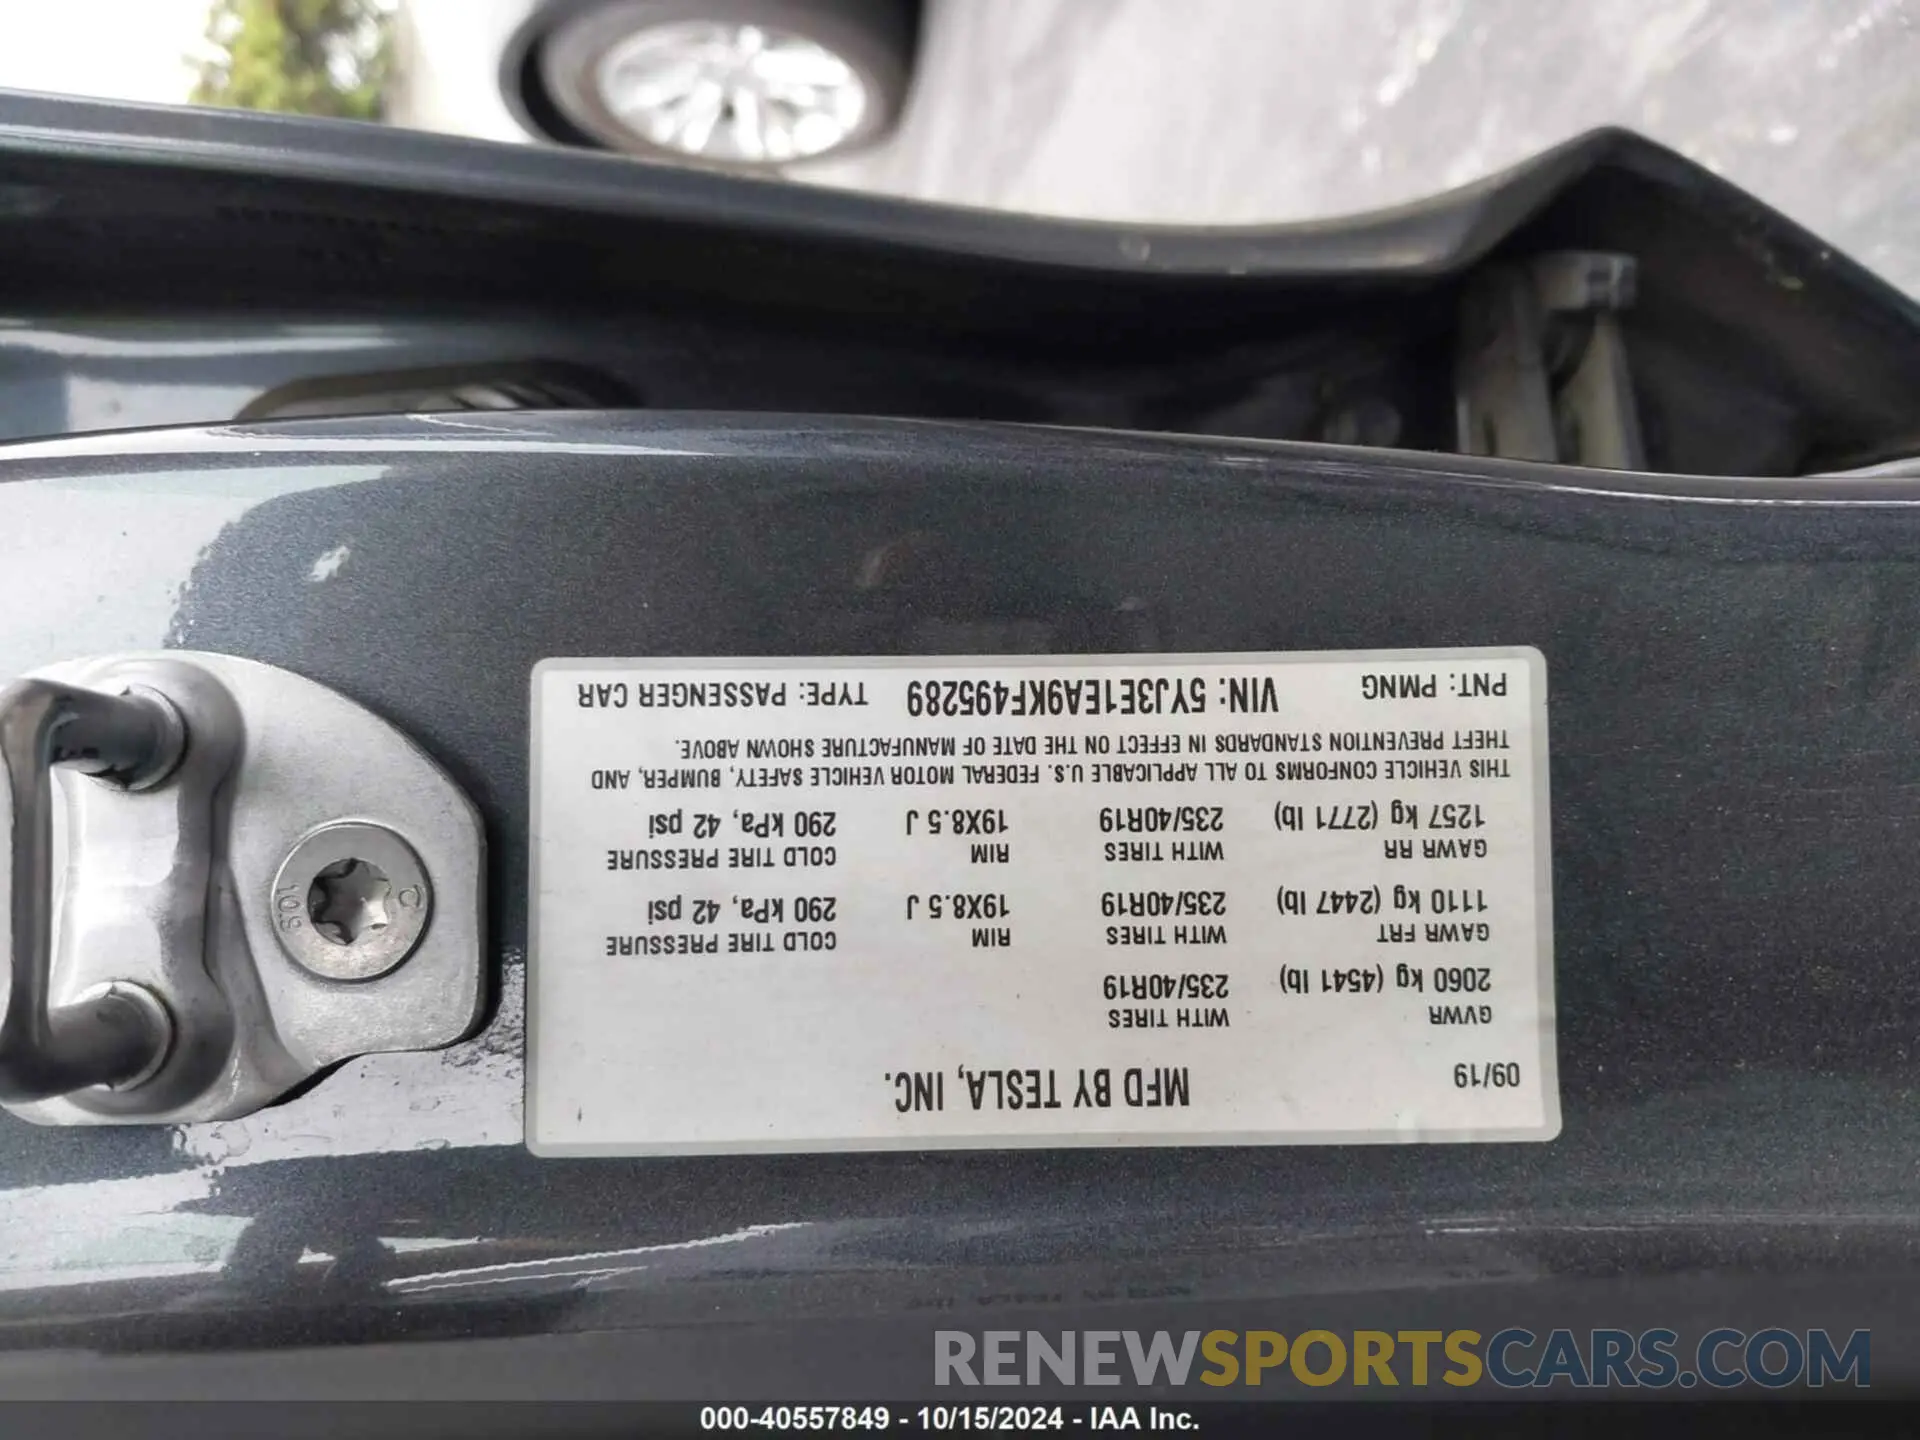 09/19 MFD BY TESLA, INC.
GVWR WITH TIRES
2060 kg (4541 lb) 235/40R19
GAWR FRT WITH TIRES RIM COLD TIRE PRESSURE
1110 kg (2447 lb) 235/40R19 19X8.5 J 290 kPa, 42 psi
GAWR RR WITH TIRES RIM COLD TIRE PRESSURE
1257 kg (2771 lb) 235/40R19 19X8.5 J 290 kPa, 42 psi
THIS VEHICLE CONFORMS TO ALL APPLICABLE U.S. FEDERAL MOTOR VEHICLE SAFETY, BUMPER, AND
THEFT PREVENTION STANDARDS IN EFFECT ON THE DATE OF MANUFACTURE SHOWN ABOVE.
PNT: PMNG VIN: 5YJ3E1EA9KF495289 TYPE: PASSENGER CAR
10.9
C
RENEWSPORTSCARS.COM
000-40557849 - 10/15/2024 - IAA Inc.